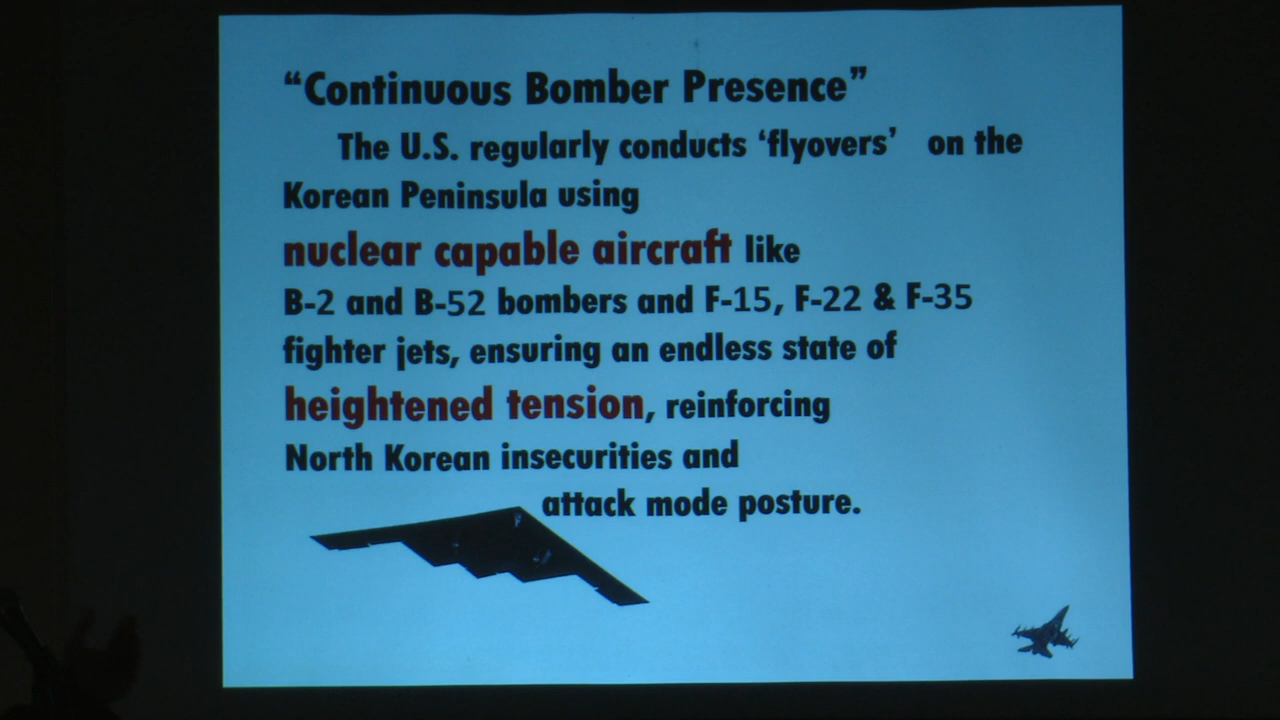 “Continuous Bomber Presence”
The U.S. regularly conducts ‘flyovers’ on the
Korean Peninsula using
nuclear capable aircraft like
B-2 and B-52 bombers and F-15, F-22 & F-35
fighter jets, ensuring an endless state of
heightened tension, reinforcing
North Korean insecurities and
attack mode posture.